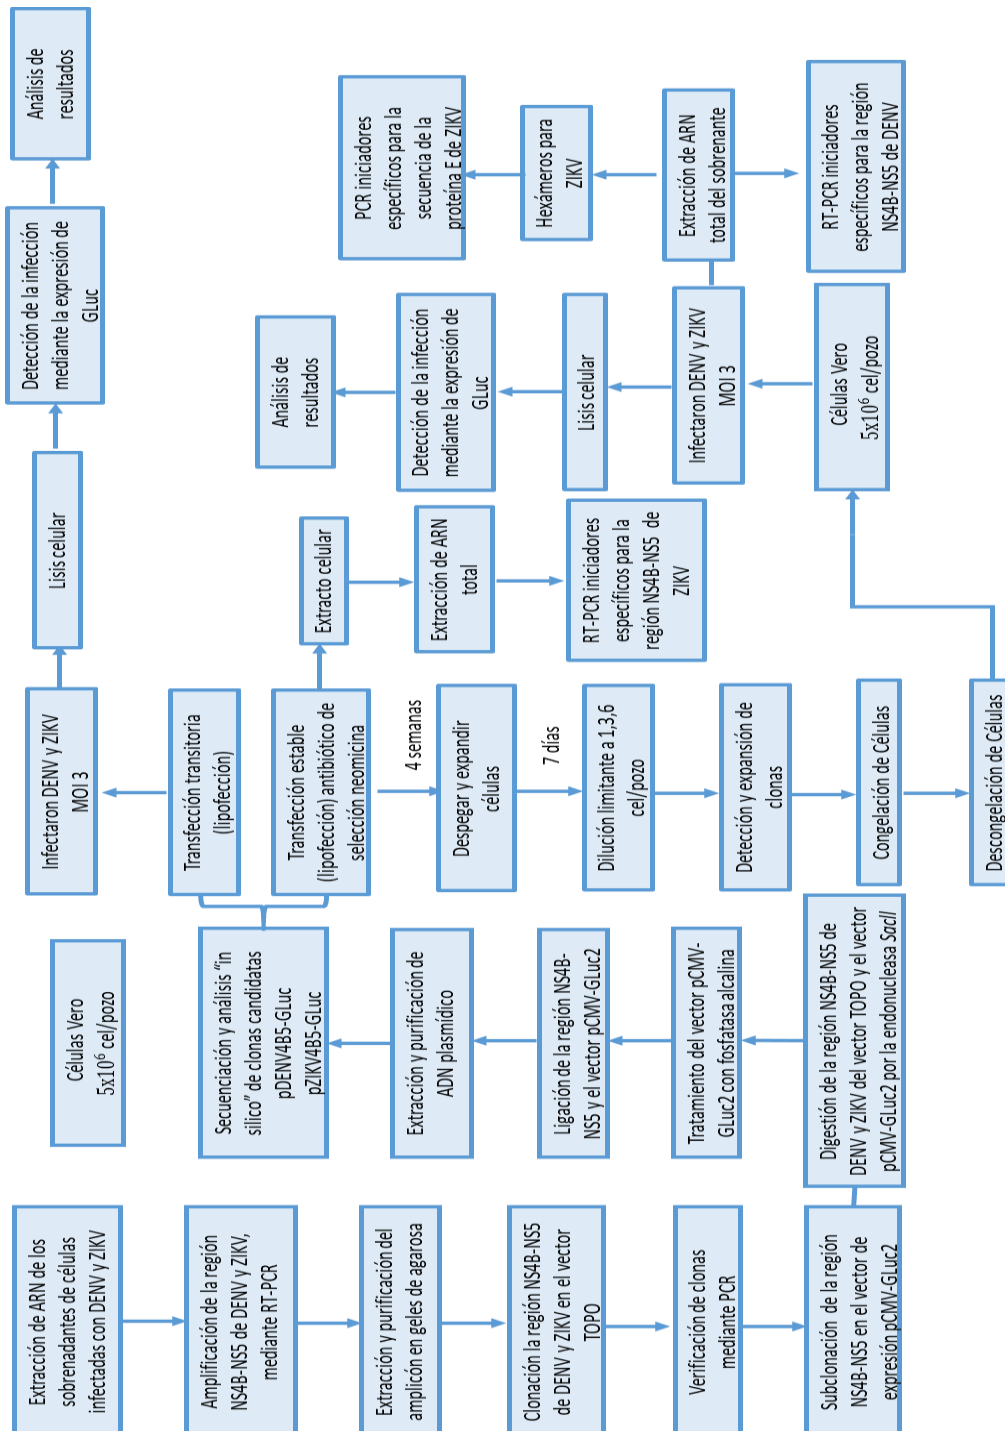 Extracción de ARN de los
sobrenadantes de células
infectadas con DENV y ZIKV
Amplificación de la región
NS4B-NS5 de DENV y ZIKV,
mediante RT-PCR
Extracción y purificación del
amplicón en geles de agarosa
Clonación la región NS4B-NS5
de DENV y ZIKV en el vector
TOPO
Verificación de clonas
mediante PCR
Subclonación de la región
NS4B-NS5 en el vector de
expresión pCMV-GLuc2
Digestión de la región NS4B-NS5 de
DENV y ZIKV del vector TOPO y el vector
pCMV-GLuc2 por la endonucleasa SacII
Tratamiento del vector pCMV-
GLuc2 con fosfatasa alcalina
Ligación de la región NS4B-
NS5 y el vector pCMV-GLuc2
Extracción y purificación de
ADN plasmídico
Secuenciación y análisis “in
silico” de clonas candidatas
pDENV4B5-GLuc
pZIKV4B5-GLuc
Células Vero
5x10⁶ cel/pozo
Transfección transitoria
(lipofección)
Infectaron DENV y ZIKV
MOI 3
Lisis celular
Detección de la infección
mediante la expresión de
GLuc
Análisis de
resultados
Transfección estable
(lipofección) antibiótico de
selección neomicina
Extracto celular
Extracción de ARN
total
RT-PCR iniciadores
específicos para la
región NS4B-NS5 de
ZIKV
4 semanas
Despegar y expandir
células
7 días
Dilución limitante a 1,3,6
cel/pozo
Detección y expansión de
clonas
Congelación de Células
Descongelación de Células
Células Vero
5x10⁶ cel/pozo
Infectaron DENV y ZIKV
MOI 3
Lisis celular
Detección de la infección
mediante la expresión de
GLuc
Análisis de
resultados
Extracción de ARN
total del sobrenante
Hexámeros para
ZIKV
PCR iniciadores
específicos para la
secuencia de la
proteína E de ZIKV
RT-PCR iniciadores
específicos para la región
NS4B-NS5 de DENV